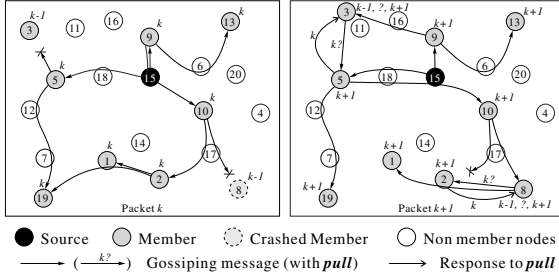 k-1
3
11
16
k
9
13
k-1
k
5
18
15
6
20
12
10
k
4
14
k
1
17
7
2
k
k-1
8
k
19
Packet k
3
k-1, ?, k+1
11
16
k+1
9
13
k+1
k
k?
6
5
k+1
18
15
20
12
10
k+1
4
14
k+1
1
17
7
k+1
2
k?
8
k
k-1, ?, k+1
k+1
19
Packet k+1
Source Member Crashed Member Non member nodes
( k? ) Gossiping message (with pull) Response to pull